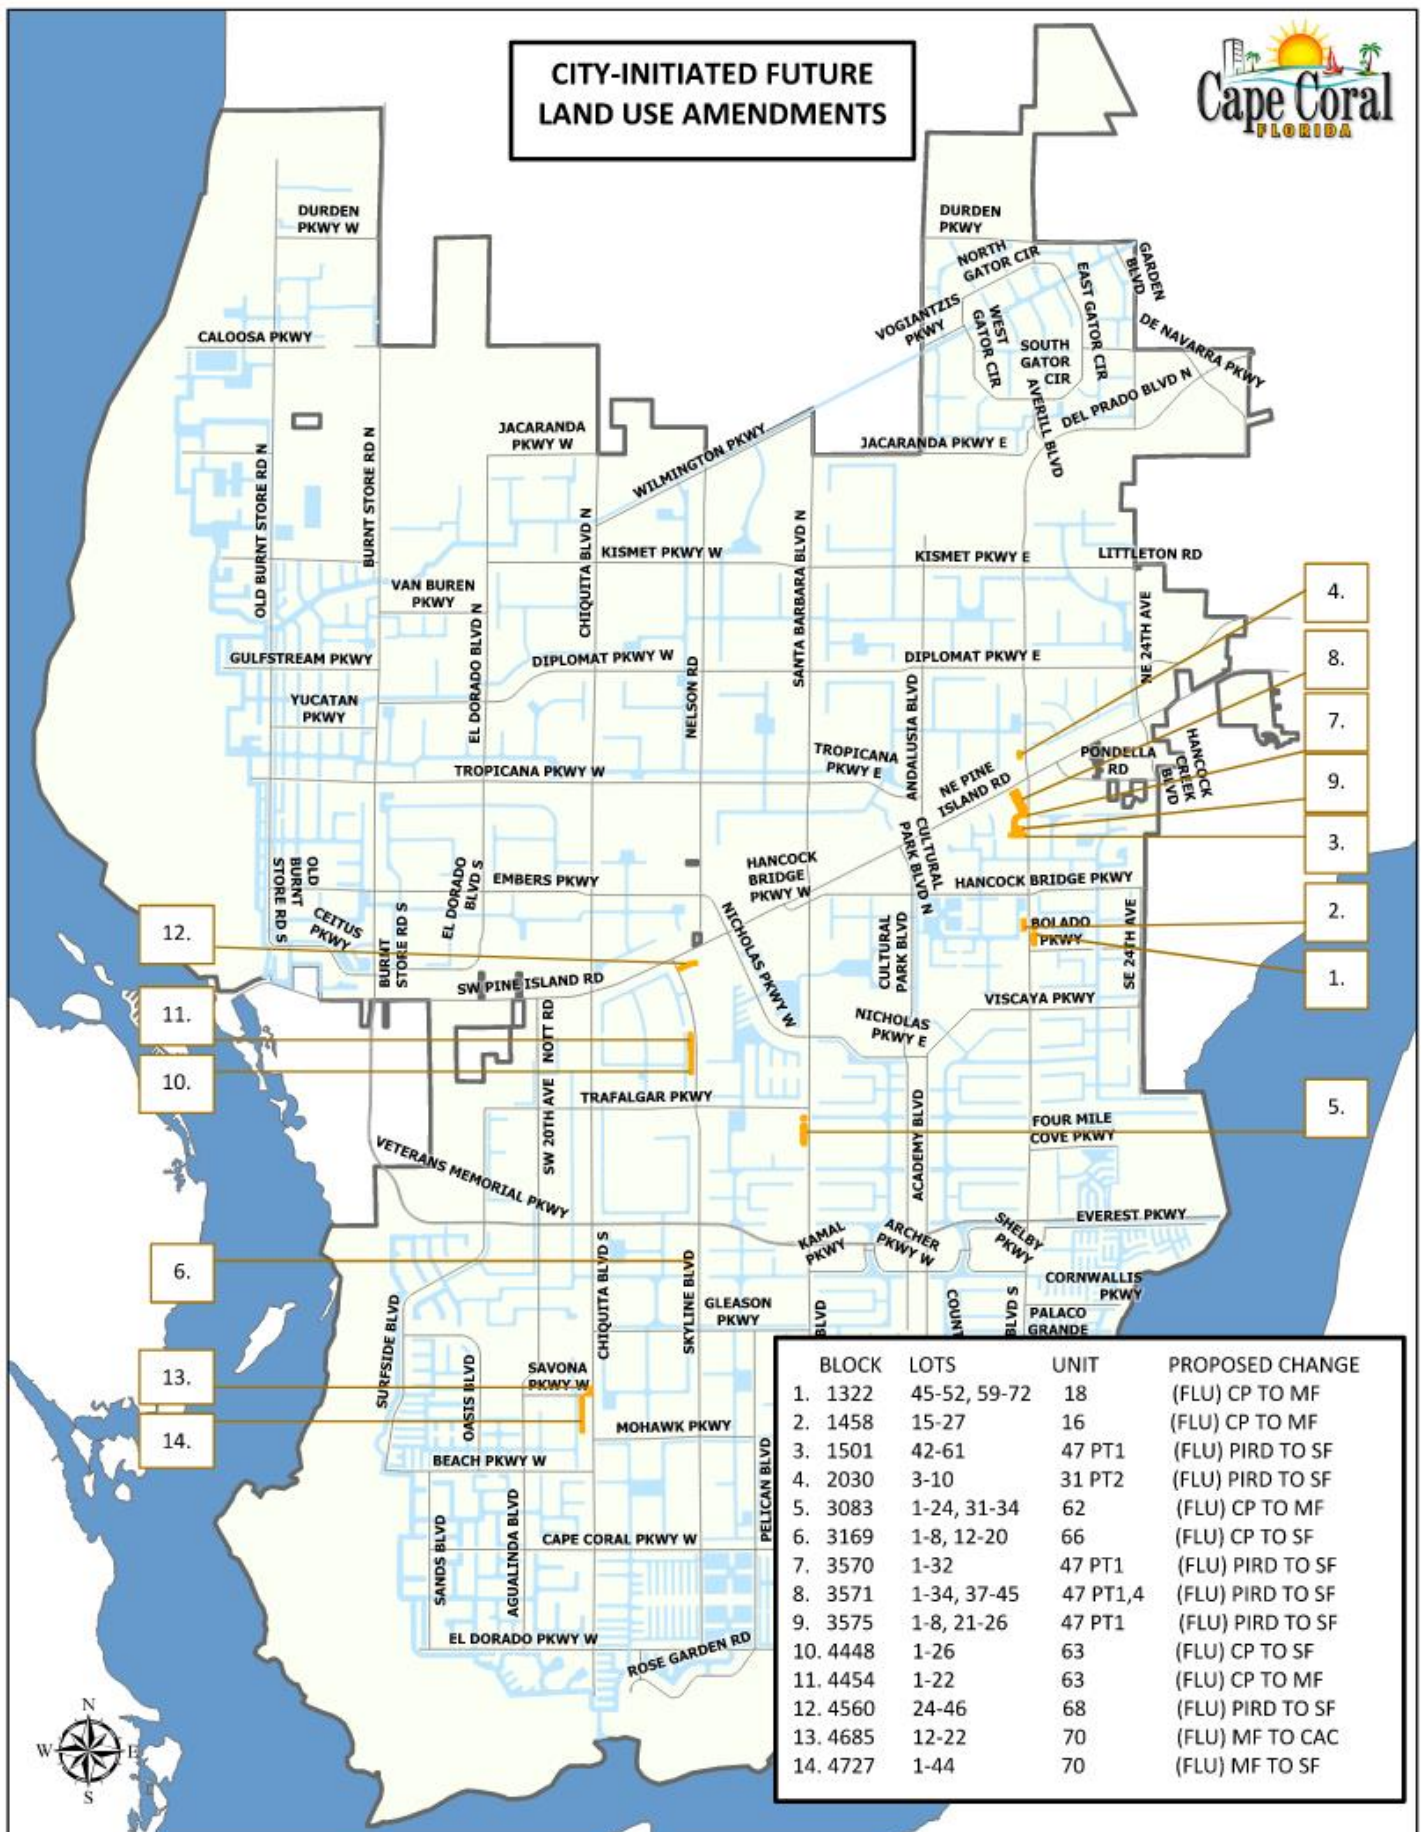 CITY-INITIATED FUTURE
LAND USE AMENDMENTS
Cape Coral
FLORIDA
DURDEN
PKWY W
DURDEN
PKWY
NORTH
GATOR CIR
GARDEN
BLVD
EAST GATOR CIR
VOGIANTZIS
PKWY
WEST
GATOR CIR
SOUTH
GATOR
CIR
DE NAVARRA PKWY
CALOOSA PKWY
AVERILL BLVD
DEL PRADO BLVD N
JACARANDA
PKWY W
WILMINGTON PKWY
JACARANDA PKWY E
OLD BURNT STORE RD N
BURNT STORE RD N
CHIQUITA BLVD N
KISMET PKWY W
SANTA BARBARA BLVD N
KISMET PKWY E
LITTLETON RD
VAN BUREN
PKWY
4.
NE 24TH AVE
GULFSTREAM PKWY
EL DORADO BLVD N
DIPLOMAT PKWY W
NELSON RD
DIPLOMAT PKWY E
8.
YUCATAN
PKWY
ANDALUSIA BLVD
7.
TROPICANA PKWY W
TROPICANA
PKWY E
NE PINE
ISLAND RD
PONDELLA
RD
HANCOCK
CREEK
BLVD
9.
CULTURAL
PARK BLVD N
3.
OLD
BURNT
STORE RD S
EL DORADO
BLVD S
EMBERS PKWY
HANCOCK
BRIDGE
PKWY W
HANCOCK BRIDGE PKWY
CEITUS
PKWY
BURNT
STORE RD S
NICHOLAS PKWY W
CULTURAL
PARK BLVD
BOLADO
PKWY
SE 24TH AVE
2.
12.
1.
SW PINE ISLAND RD
VISCAYA PKWY
11.
NOTT RD
NICHOLAS
PKWY E
10.
TRAFALGAR PKWY
SW 20TH AVE
ACADEMY BLVD
FOUR MILE
COVE PKWY
5.
VETERANS MEMORIAL PKWY
KAMAL
PKWY
ARCHER
PKWY W
SHELBY
PKWY
EVEREST PKWY
6.
CHIQUITA BLVD S
SKYLINE BLVD
CORNWALLIS
PKWY
SURFSIDE BLVD
GLEASON
PKWY
BLVD
COUN
BLVD S
PALACO
GRANDE
13.
OASIS BLVD
SAVONA
PKWY W
14.
MOHAWK PKWY
BEACH PKWY W
PELICAN BLVD
SANDS BLVD
AGUALINDA BLVD
CAPE CORAL PKWY W
EL DORADO PKWY W
ROSE GARDEN RD
BLOCK LOTS UNIT PROPOSED CHANGE
1. 1322 45-52, 59-72 18 (FLU) CP TO MF
2. 1458 15-27 16 (FLU) CP TO MF
3. 1501 42-61 47 PT1 (FLU) PIRD TO SF
4. 2030 3-10 31 PT2 (FLU) PIRD TO SF
5. 3083 1-24, 31-34 62 (FLU) CP TO MF
6. 3169 1-8, 12-20 66 (FLU) CP TO SF
7. 3570 1-32 47 PT1 (FLU) PIRD TO SF
8. 3571 1-34, 37-45 47 PT1,4 (FLU) PIRD TO SF
9. 3575 1-8, 21-26 47 PT1 (FLU) PIRD TO SF
10. 4448 1-26 63 (FLU) CP TO SF
11. 4454 1-22 63 (FLU) CP TO MF
12. 4560 24-46 68 (FLU) PIRD TO SF
13. 4685 12-22 70 (FLU) MF TO CAC
14. 4727 1-44 70 (FLU) MF TO SF
N
W E
S